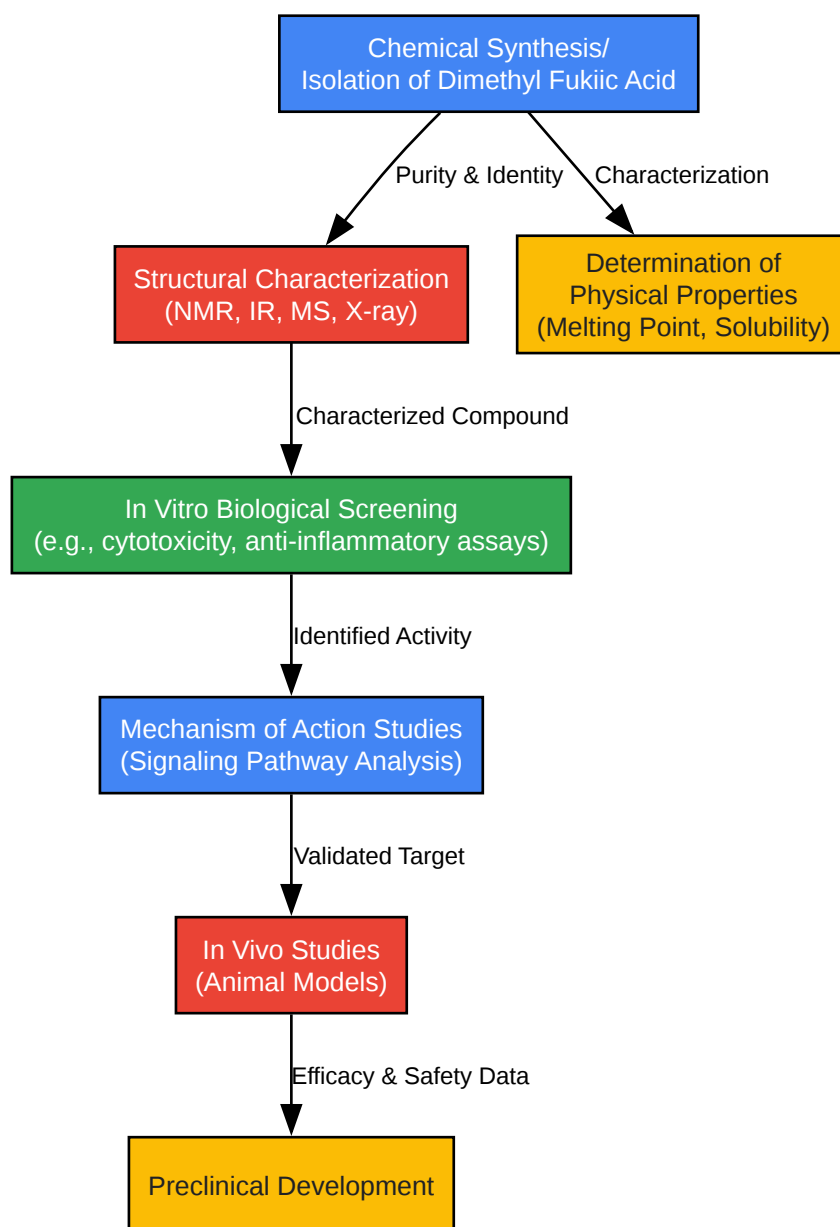 Chemical Synthesis/
Isolation of Dimethyl Fukiic Acid
Purity & Identity
Characterization
Structural Characterization
(NMR, IR, MS, X-ray)
Determination of
Physical Properties
(Melting Point, Solubility)
Characterized Compound
In Vitro Biological Screening
(e.g., cytotoxicity, anti-inflammatory assays)
Identified Activity
Mechanism of Action Studies
(Signaling Pathway Analysis)
Validated Target
In Vivo Studies
(Animal Models)
Efficacy & Safety Data
Preclinical Development